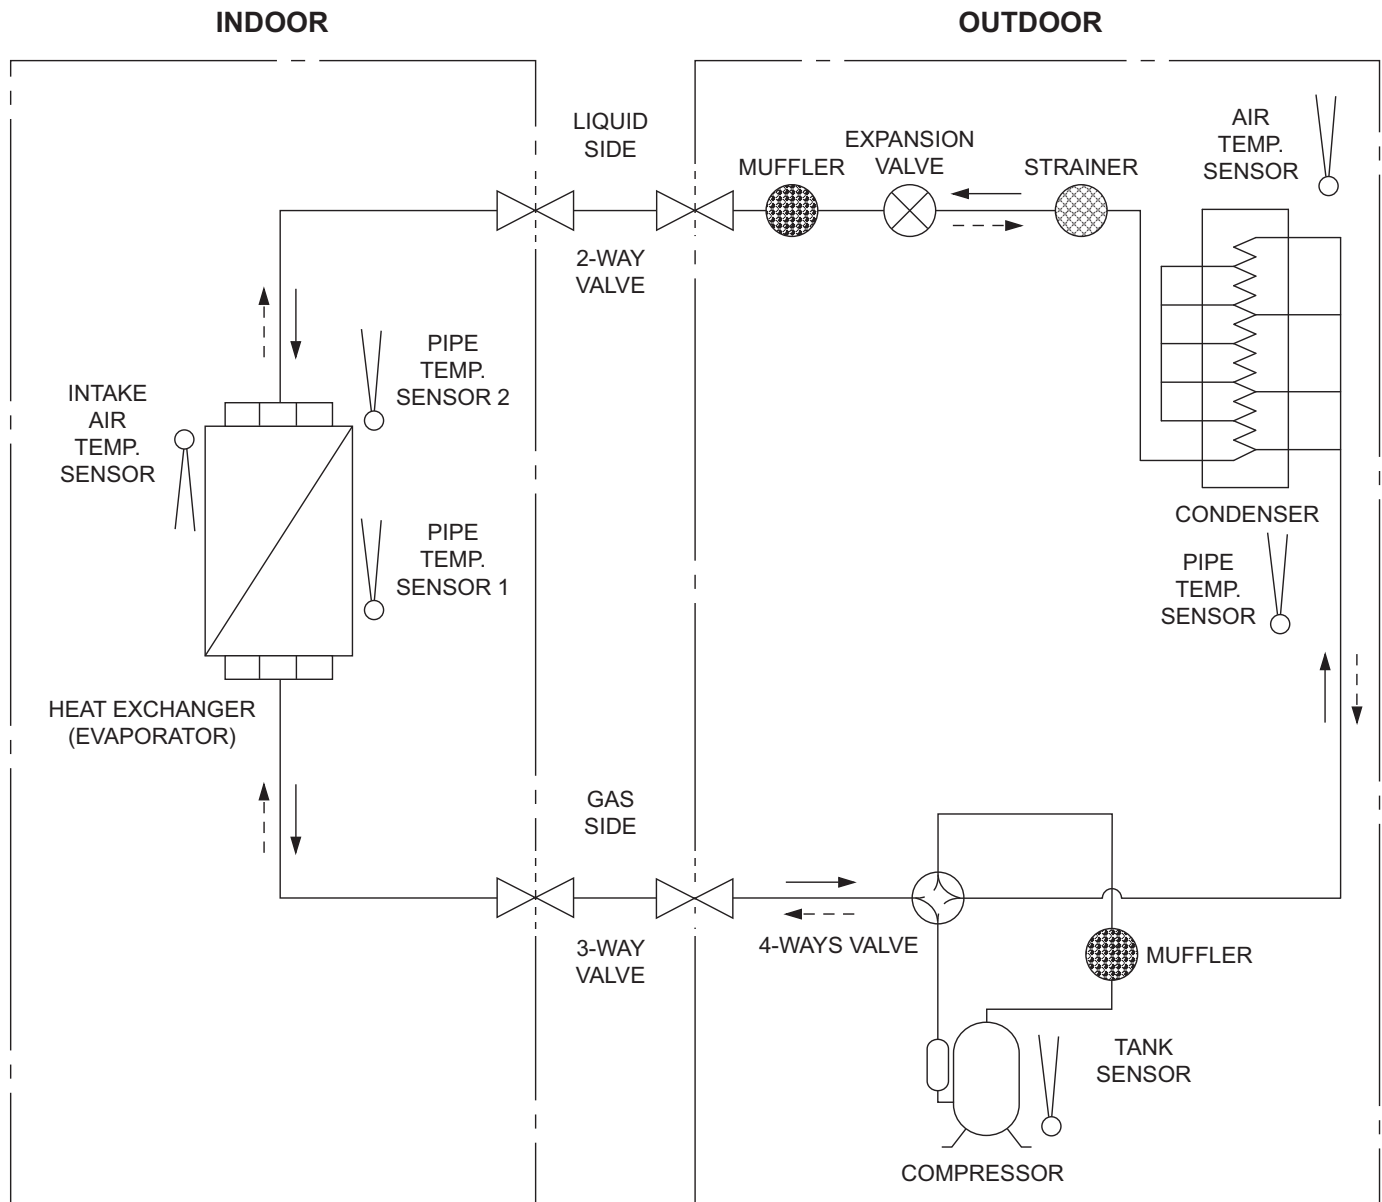 INDOOR
OUTDOOR
LIQUID
SIDE
2-WAY
VALVE
MUFFLER
EXPANSION
VALVE
STRAINER
AIR
TEMP.
SENSOR
INTAKE
AIR
TEMP.
SENSOR
PIPE
TEMP.
SENSOR 2
PIPE
TEMP.
SENSOR 1
CONDENSER
PIPE
TEMP.
SENSOR
HEAT EXCHANGER
(EVAPORATOR)
GAS
SIDE
3-WAY
VALVE
4-WAYS VALVE
MUFFLER
TANK
SENSOR
COMPRESSOR